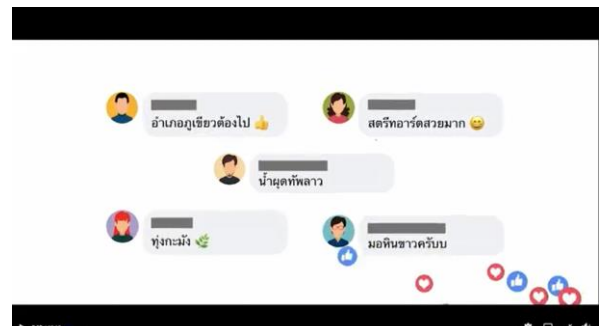 อำเภอภูเขียวต้องไป 👍
สตรีทอาร์ตสวยมาก 😄
น้ำผุดทัพลาว
ทุ่งกะมัง 🌿
มอหินขาวครับบ